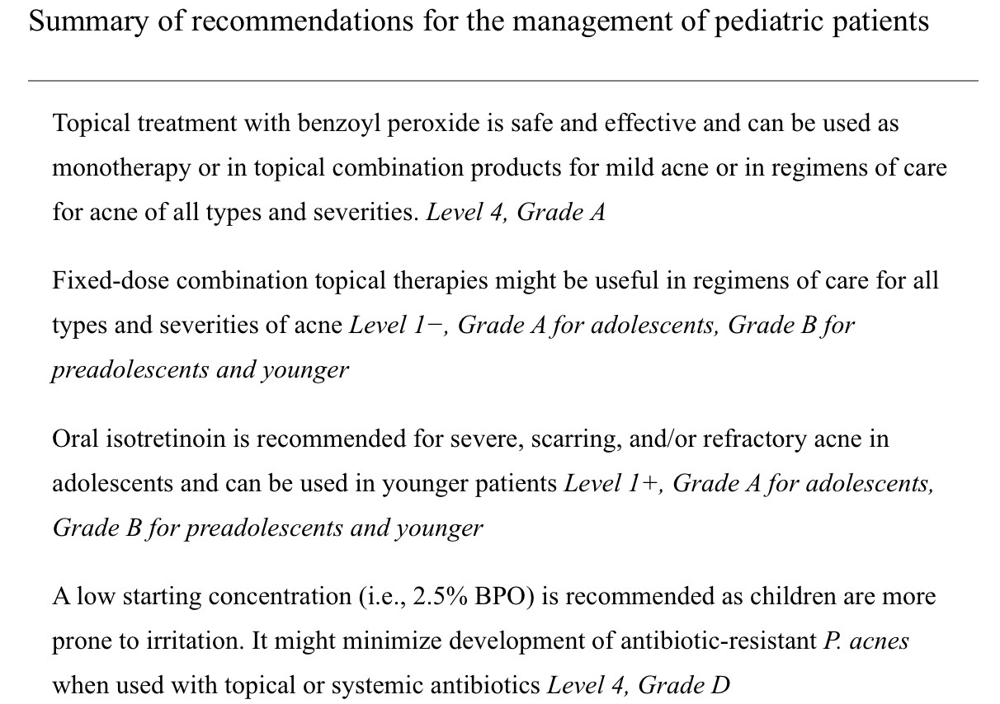 Summary of recommendations for the management of pediatric patients
Topical treatment with benzoyl peroxide is safe and effective and can be used as
monotherapy or in topical combination products for mild acne or in regimens of care
for acne of all types and severities. Level 4, Grade A
Fixed-dose combination topical therapies might be useful in regimens of care for all
types and severities of acne Level 1−, Grade A for adolescents, Grade B for
preadolescents and younger
Oral isotretinoin is recommended for severe, scarring, and/or refractory acne in
adolescents and can be used in younger patients Level 1+, Grade A for adolescents,
Grade B for preadolescents and younger
A low starting concentration (i.e., 2.5% BPO) is recommended as children are more
prone to irritation. It might minimize development of antibiotic-resistant P. acnes
when used with topical or systemic antibiotics Level 4, Grade D